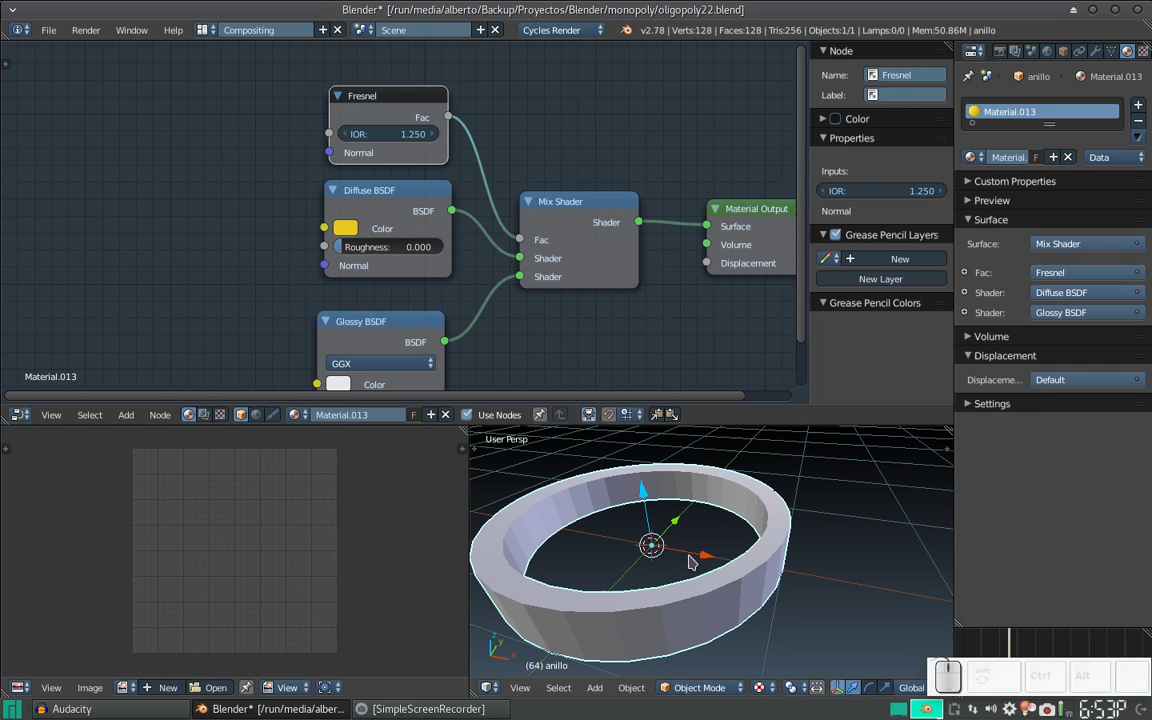 Blender* [/run/media/alberto/Backup/Proyectos/Blender/monopoly/oligopoly22.blend]
File Render Window Help Compositing Scene Cycles Render v2.78 | Verts:128 | Faces:128 | Tris:256 | Objects:1/1 | Lamps:0/0 | Mem:50.86M | anillo
Fresnel
Fac
IOR: 1.250
Normal
Diffuse BSDF
BSDF
Color
Roughness: 0.000
Normal
Glossy BSDF
BSDF
GGX
Color
Mix Shader
Shader
Fac
Shader
Shader
Material Output
Surface
Volume
Displacement
Material.013
Node
Name: Fresnel
Label:
Color
Properties
Inputs:
IOR: 1.250
Normal
Grease Pencil Layers
New
New Layer
Grease Pencil Colors
anillo Material.013
Material.013
Material. F Data
Custom Properties
Preview
Surface
Surface: Mix Shader
Fac: Fresnel
Shader: Diffuse BSDF
Shader: Glossy BSDF
Volume
Displacement
Displaceme... Default
Settings
View Select Add Node Material.013 F Use Nodes
User Persp
z
y
x
(64) anillo
View Image New Open View
View Select Add Object Object Mode Global
Shift Ctrl Alt
Audacity Blender* [/run/media/alber... [SimpleScreenRecorder] 6:53PM